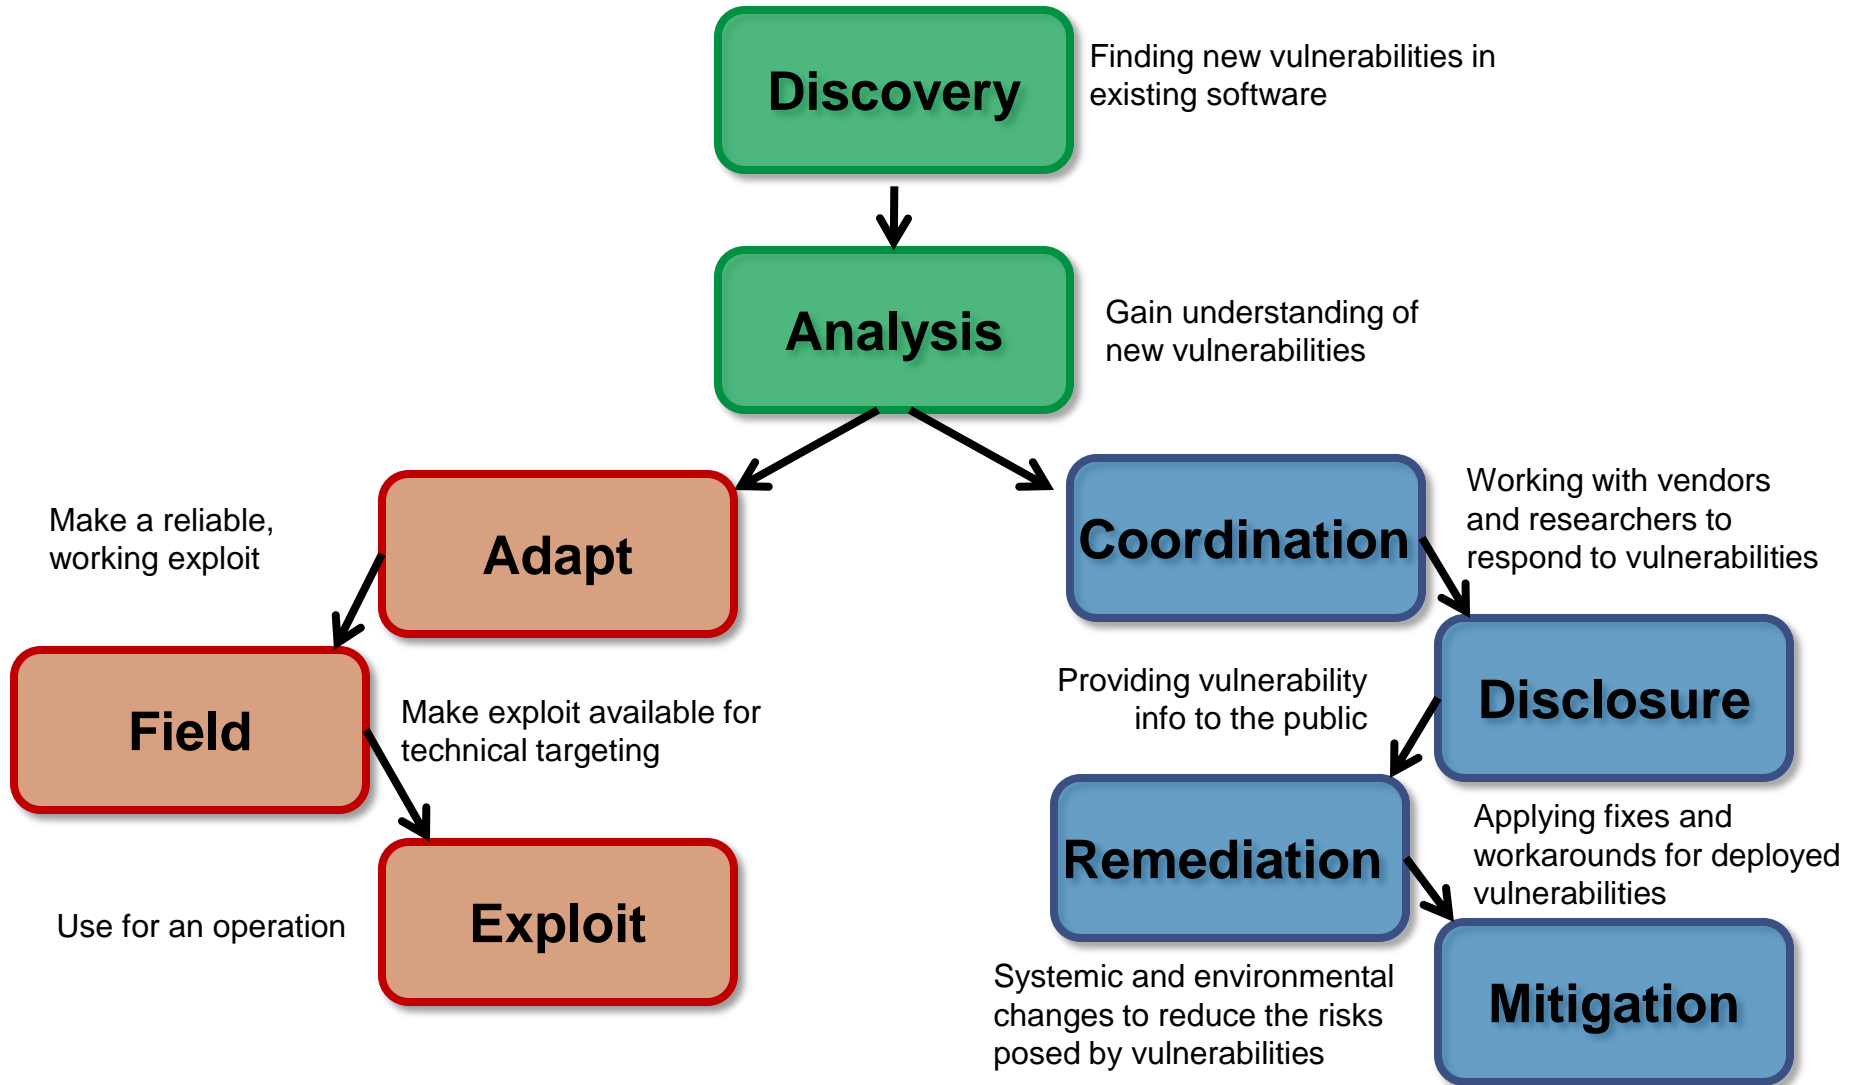 Discovery
Finding new vulnerabilities in
existing software
Analysis
Gain understanding of
new vulnerabilities
Adapt
Make a reliable,
working exploit
Field
Make exploit available for
technical targeting
Exploit
Use for an operation
Coordination
Working with vendors
and researchers to
respond to vulnerabilities
Disclosure
Providing vulnerability
info to the public
Remediation
Applying fixes and
workarounds for deployed
vulnerabilities
Mitigation
Systemic and environmental
changes to reduce the risks
posed by vulnerabilities